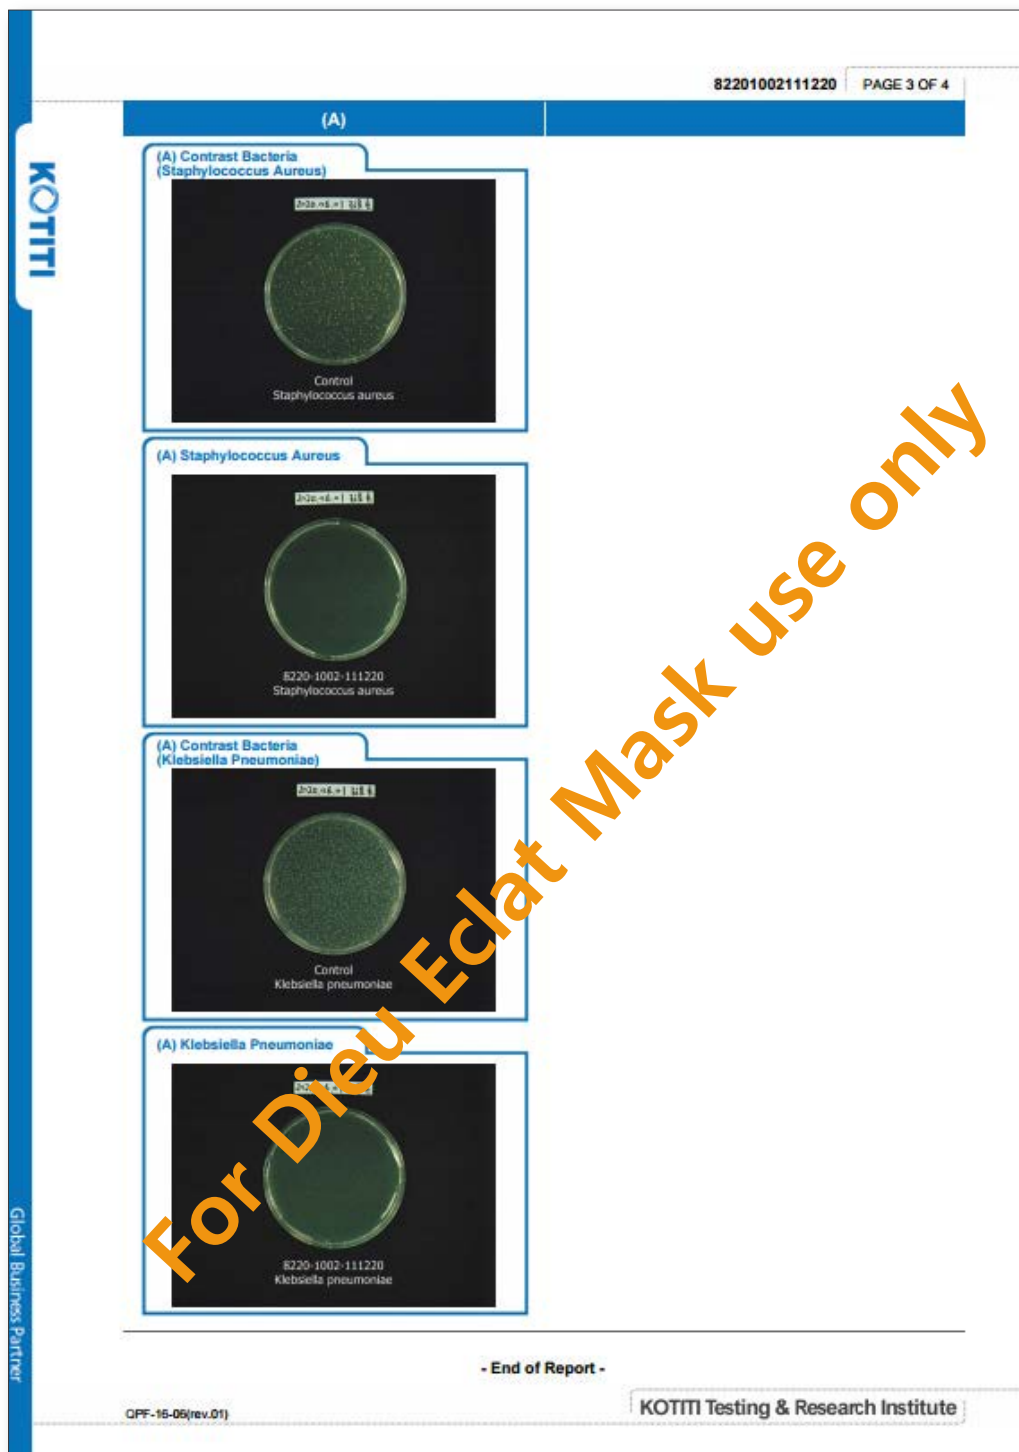 82201002111220 PAGE 3 OF 4
KOTITI
(A)
(A) Contrast Bacteria
(Staphylococcus Aureus)
Control
Staphylococcus aureus
(A) Staphylococcus Aureus
8220-1002-111220
Staphylococcus aureus
(A) Contrast Bacteria
(Klebsiella Pneumoniae)
Control
Klebsiella pneumoniae
(A) Klebsiella Pneumoniae
8220-1002-111220
Klebsiella pneumoniae
For Dieu Eclat Mask use only
Global Business Partner
- End of Report -
QPF-16-06(rev.01)
KOTITI Testing & Research Institute